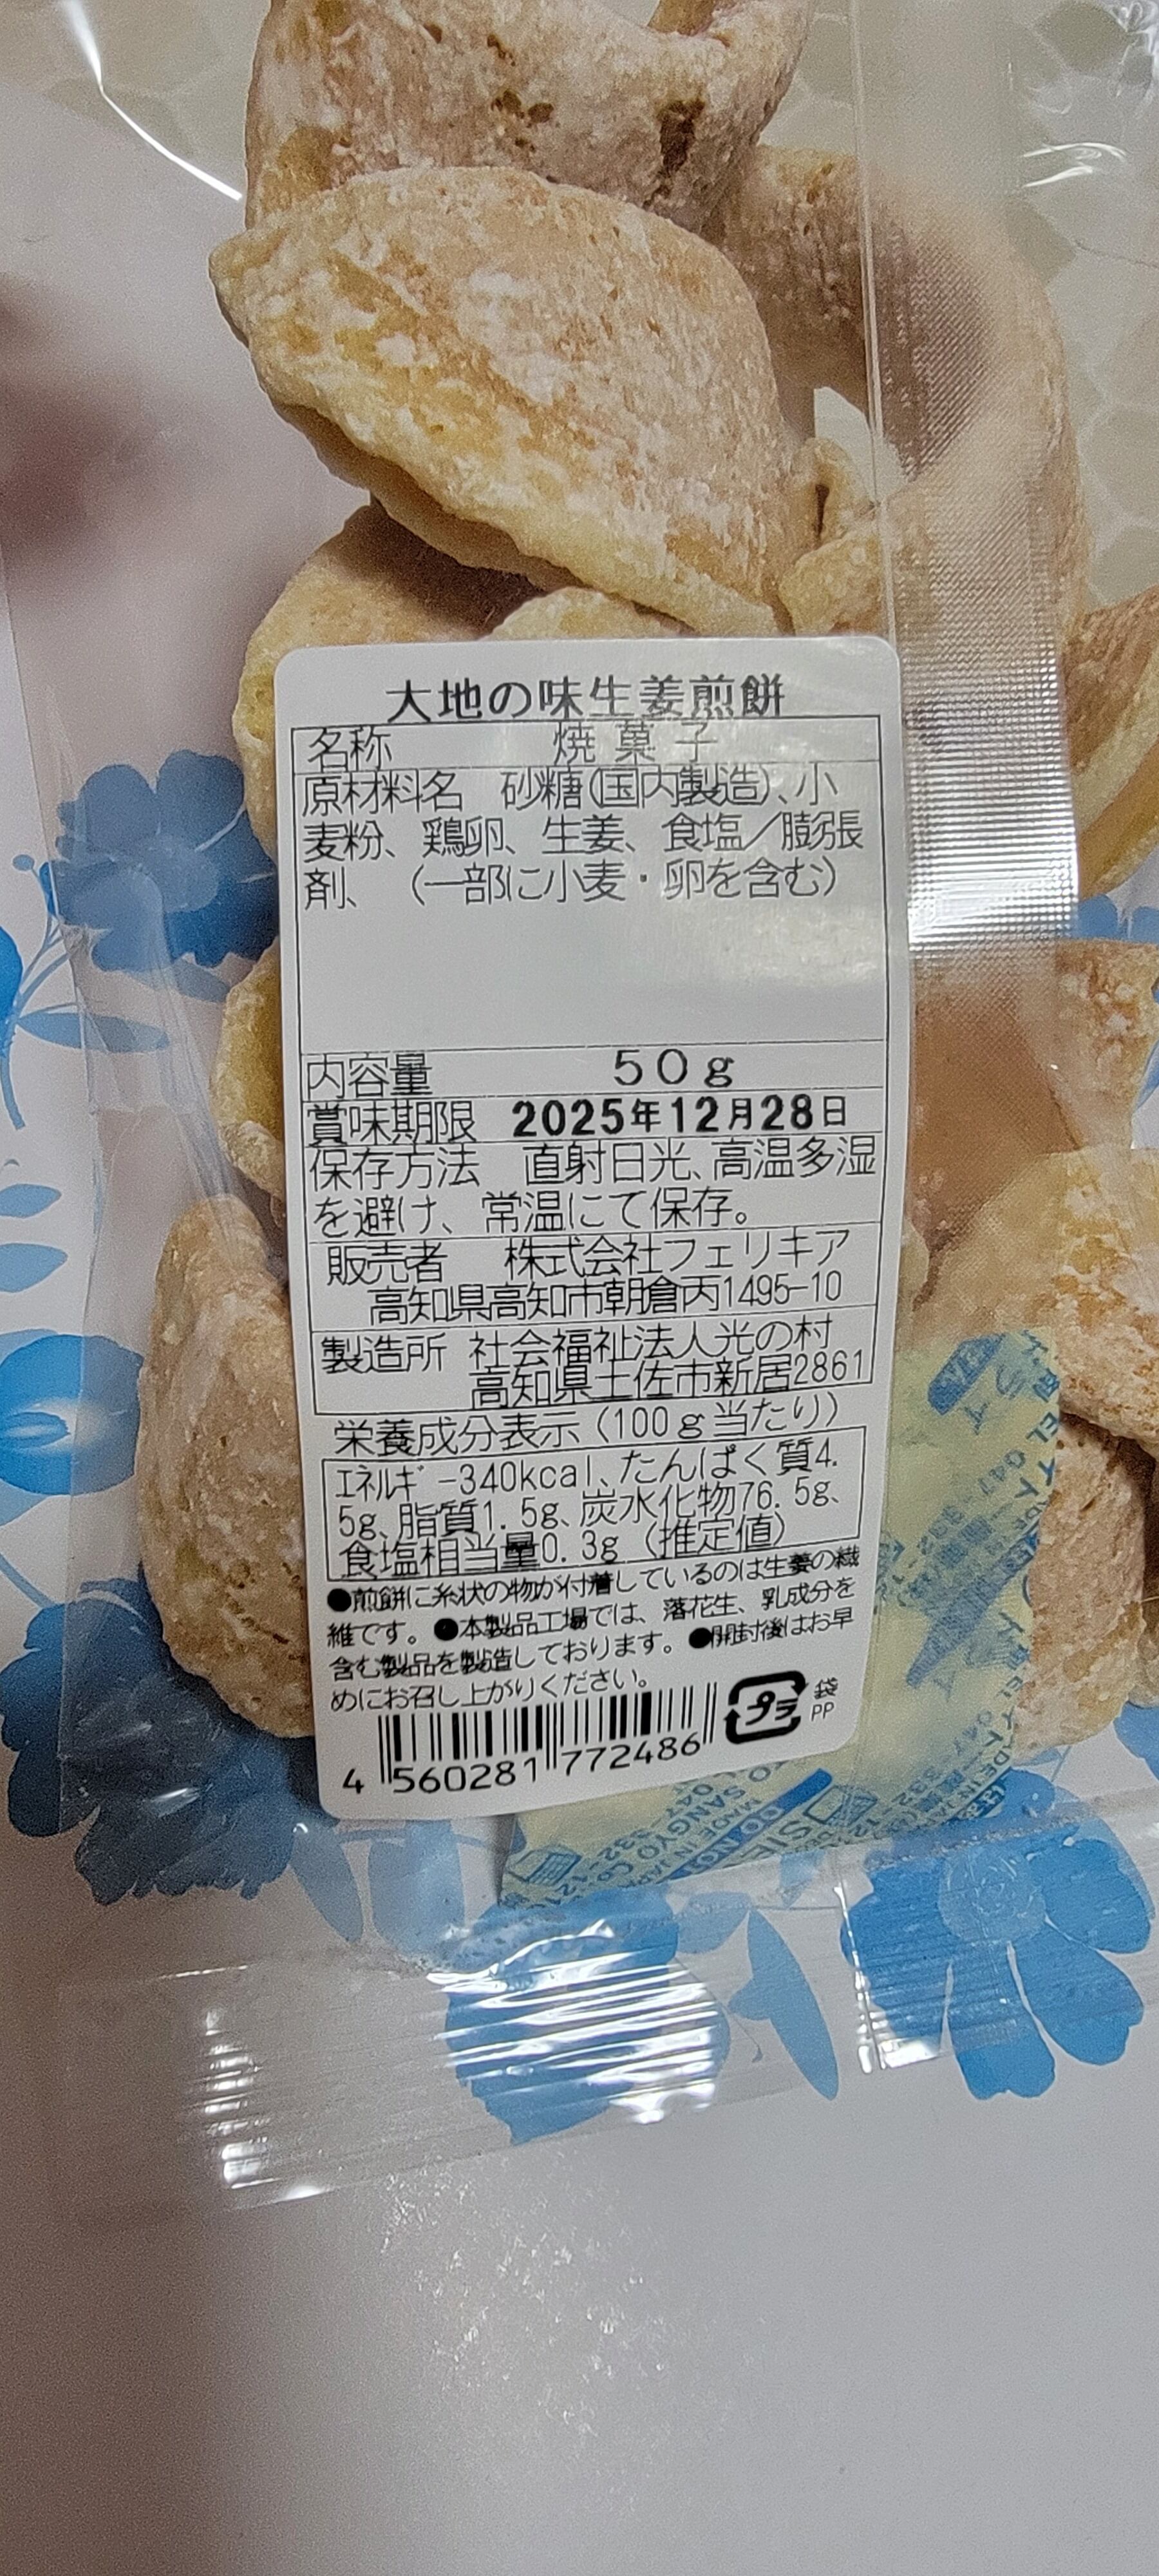 大地の味生姜煎餅
名称 焼菓子
原材料名 砂糖(国内製造)、小
麦粉、鶏卵、生姜、食塩／膨張
剤、(一部に小麦・卵を含む)
内容量 50g
賞味期限 2025年12月28日
保存方法 直射日光、高温多湿
を避け、常温にて保存。
販売者 株式会社フェリキア
高知県高知市朝倉丙1495-10
製造所 社会福祉法人光の村
高知県土佐市新居2861
栄養成分表示(100g当たり)
ｴﾈﾙｷﾞｰ340kcal、たんぱく質4.
5g、脂質1.5g、炭水化物76.5g、
食塩相当量0.3g(推定値)
●煎餅に糸状の物が付着しているのは生姜の繊
維です。●本製品工場では、落花生、乳成分を
含む製品を製造しております。●開封後はお早
めにお召し上がりください。
プラ 袋
PP
4 560281 772486
SANGYO CO
MADE IN JAP
047-332-121